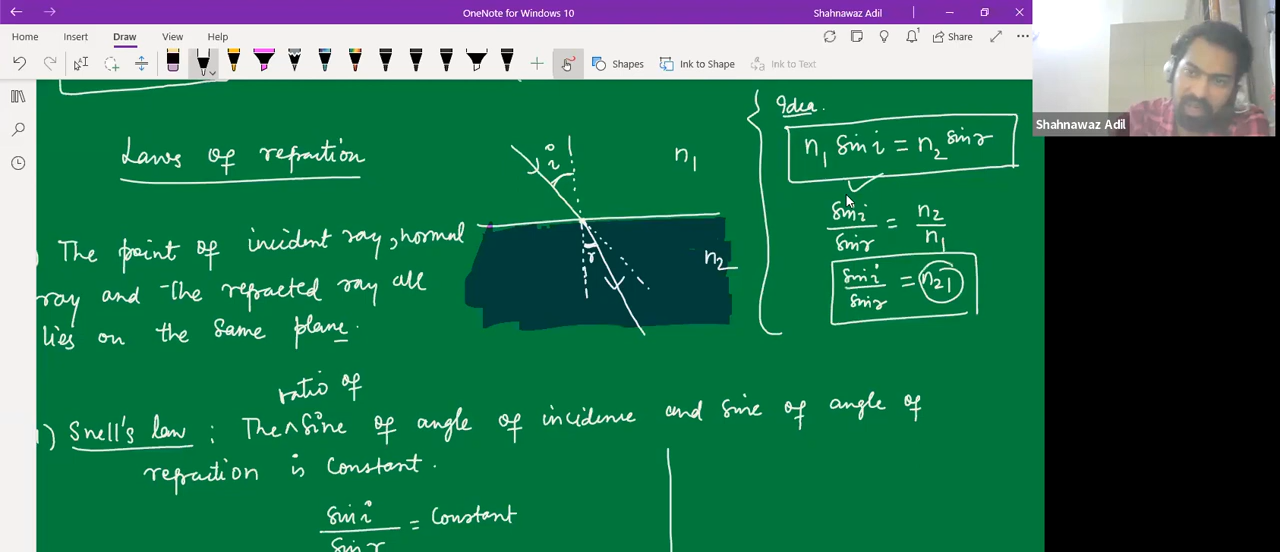 OneNote for Windows 10
Shahnawaz Adil
Home Insert Draw View Help
Share
Shapes
Ink to Shape
Ink to Text
Shahnawaz Adil
Laws of refraction
i
n1
r
n2
Idea.
n1 sin i = n2 sin r
sin i / sin r = n2 / n1
sin i / sin r = n21
) The point of incident ray, normal
ray and the refracted ray all
lies on the same plane.
ratio of
) Snell's law : The ^ sine of angle of incidence and sine of angle of
refraction is constant.
sin i / sin r = constant